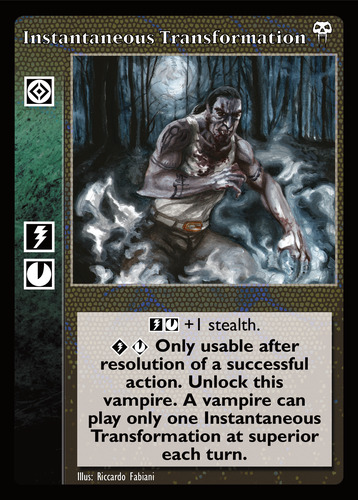 Instantaneous Transformation
+1 stealth.
Only usable after
resolution of a successful
action. Unlock this
vampire. A vampire can
play only one Instantaneous
Transformation at superior
each turn.
Illus: Riccardo Fabiani